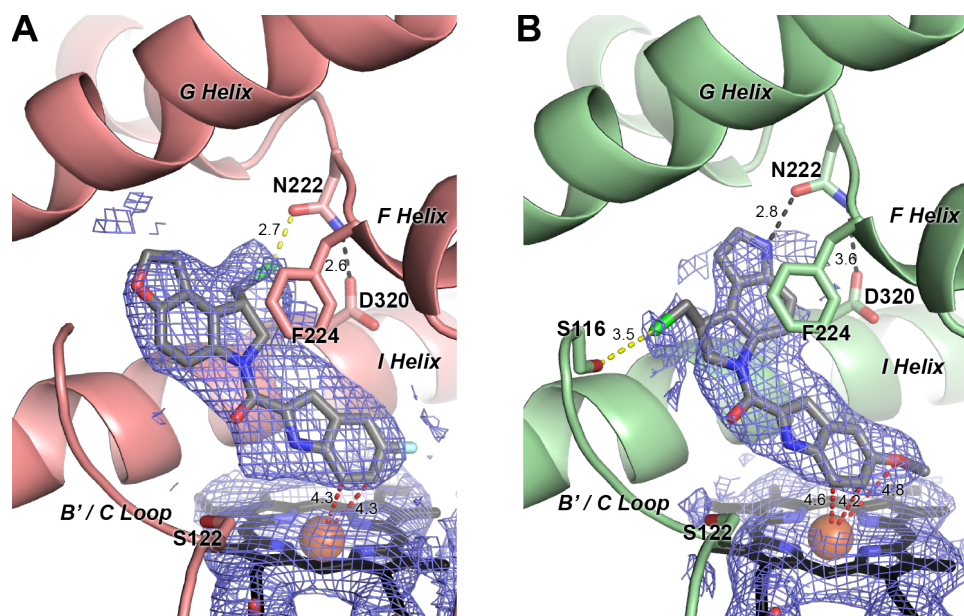 A
G Helix
N222
F Helix
2.7
2.6
D320
F224
I Helix
4.3
4.3
B' / C Loop
S122
B
G Helix
N222
F Helix
2.8
3.6
D320
F224
S116
3.5
I Helix
4.6
4.2
4.8
B' / C Loop
S122